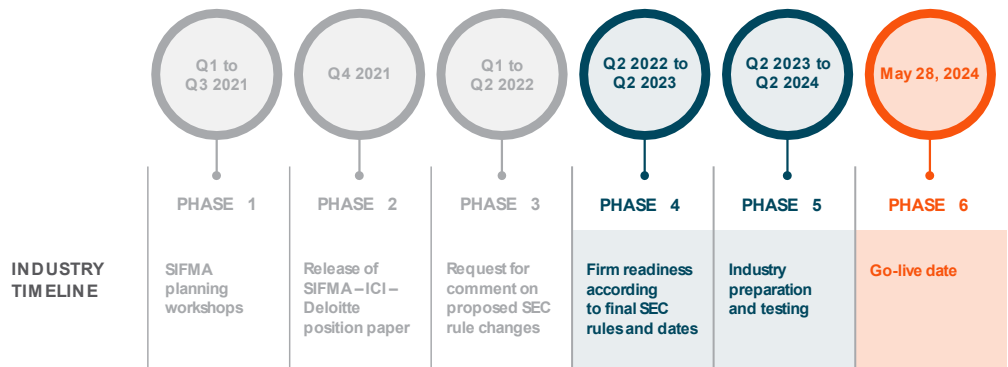 Q1 to
Q3 2021
Q4 2021
Q1 to
Q2 2022
Q2 2022 to
Q2 2023
Q2 2023 to
Q2 2024
May 28, 2024
PHASE 1
PHASE 2
PHASE 3
PHASE 4
PHASE 5
PHASE 6
INDUSTRY
TIMELINE
SIFMA
planning
workshops
Release of
SIFMA – ICI –
Deloitte
position paper
Request for
comment on
proposed SEC
rule changes
Firm readiness
according
to final SEC
rules and dates
Industry
preparation
and testing
Go-live date